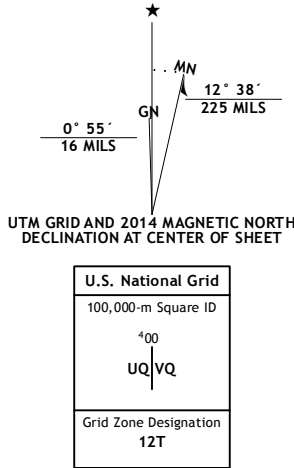 ★
MN
GN
12° 38´
225 MILS
0° 55´
16 MILS
UTM GRID AND 2014 MAGNETIC NORTH
DECLINATION AT CENTER OF SHEET
U.S. National Grid
100,000-m Square ID
⁴00
UQ VQ
Grid Zone Designation
12T